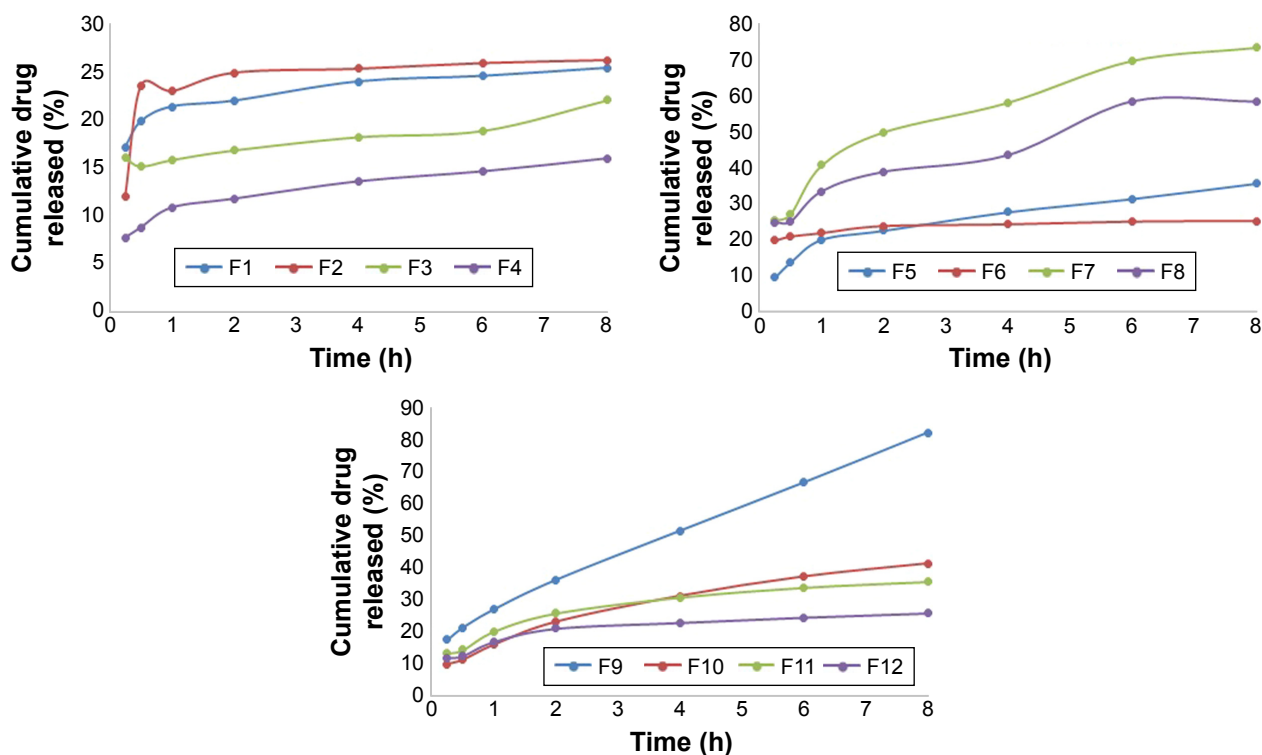 Cumulative drug
released (%)
30
25
20
15
10
5
0
F1 F2 F3 F4
0 1 2 3 4 5 6 7 8
Time (h)
Cumulative drug
released (%)
80
70
60
50
40
30
20
10
0
F5 F6 F7 F8
0 1 2 3 4 5 6 7 8
Time (h)
Cumulative drug
released (%)
90
80
70
60
50
40
30
20
10
0
F9 F10 F11 F12
0 1 2 3 4 5 6 7 8
Time (h)